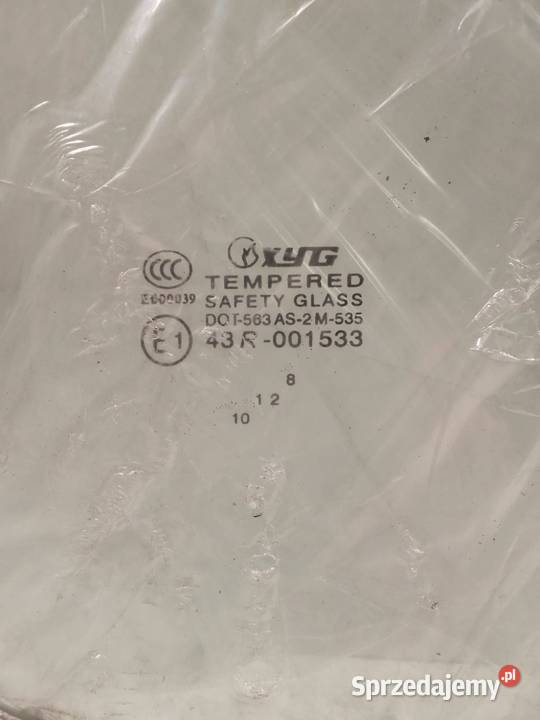 XYG
CCC
TEMPERED
E000039
SAFETY GLASS
DOT-563 AS-2 M-535
E 1
43 R -001533
8
1 2
10
Sprzedajemy.pl